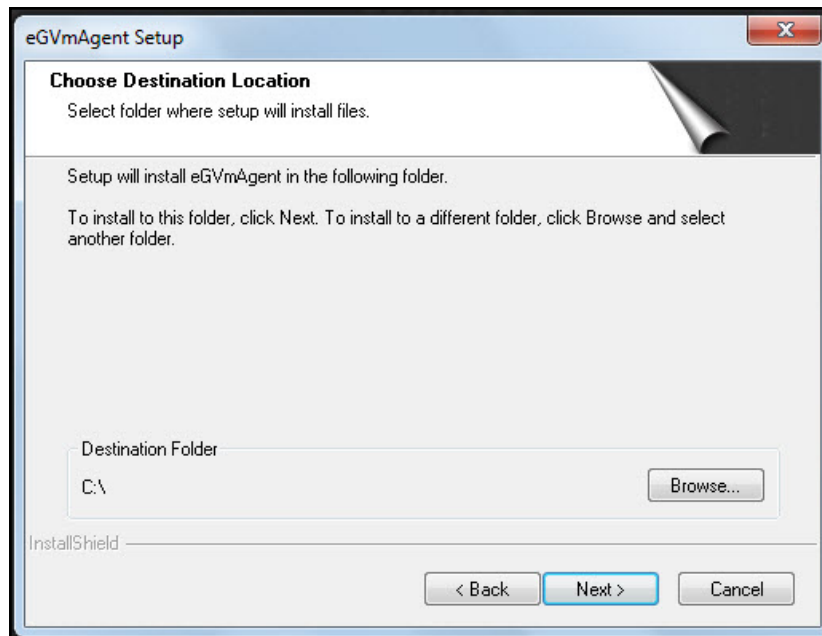 eGVmAgent Setup
Choose Destination Location
Select folder where setup will install files.
Setup will install eGVmAgent in the following folder.
To install to this folder, click Next. To install to a different folder, click Browse and select
another folder.
Destination Folder
C:\
Browse...
InstallShield
< Back
Next >
Cancel